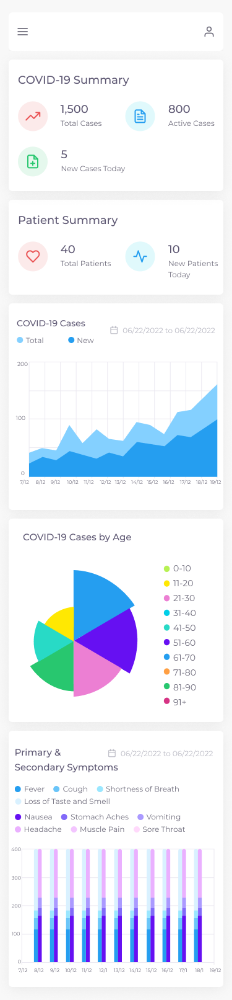 COVID-19 Summary
1,500
Total Cases
800
Active Cases
5
New Cases Today
Patient Summary
40
Total Patients
10
New Patients
Today
COVID-19 Cases
06/22/2022 to 06/22/2022
Total New
200
100
0
7/12 8/12 9/12 10/12 11/12 12/12 13/12 14/12 15/12 16/12 17/12 18/12 19/12
COVID-19 Cases by Age
0-10
11-20
21-30
31-40
41-50
51-60
61-70
71-80
81-90
91+
Primary &
Secondary Symptoms
06/22/2022 to 06/22/2022
Fever Cough Shortness of Breath
Loss of Taste and Smell
Nausea Stomach Aches Vomiting
Headache Muscle Pain Sore Throat
400
300
200
100
0
7/12 8/12 9/12 10/12 11/12 12/1 13/12 14/12 15/12 16/12 17/1 18/1 19/12